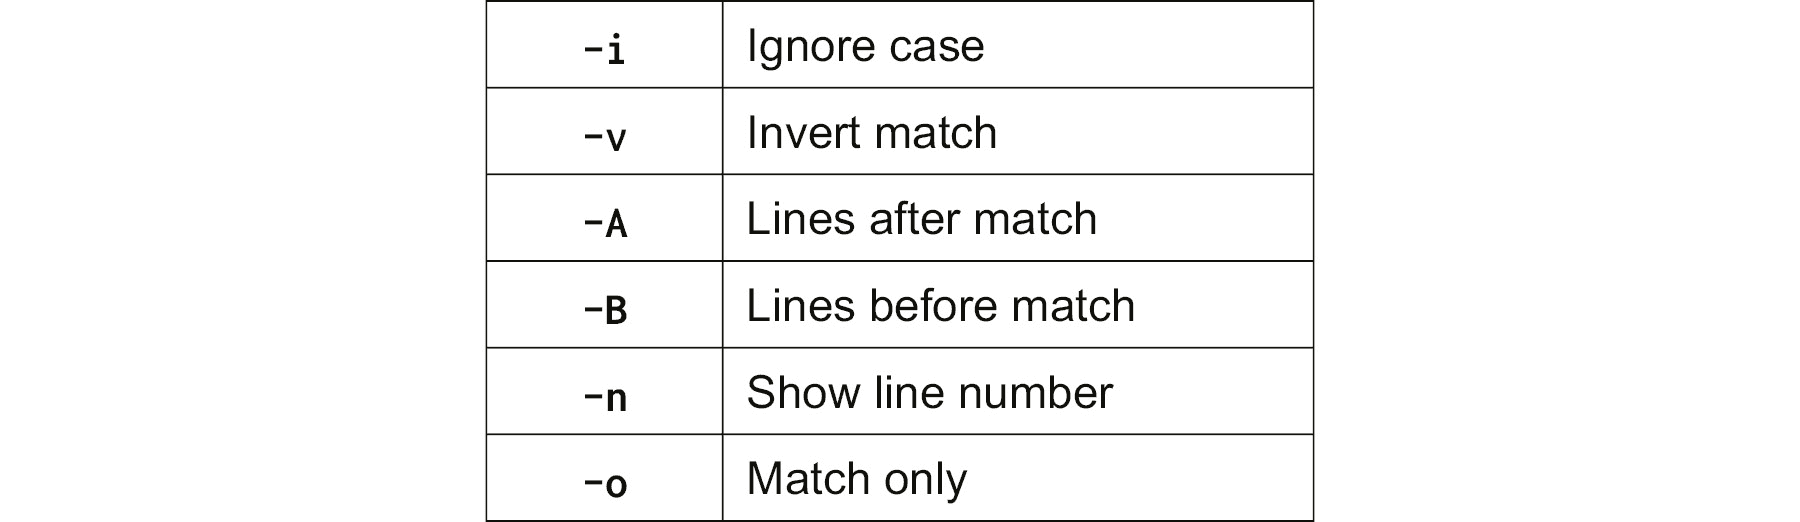 -i Ignore case
-v Invert match
-A Lines after match
-B Lines before match
-n Show line number
-o Match only